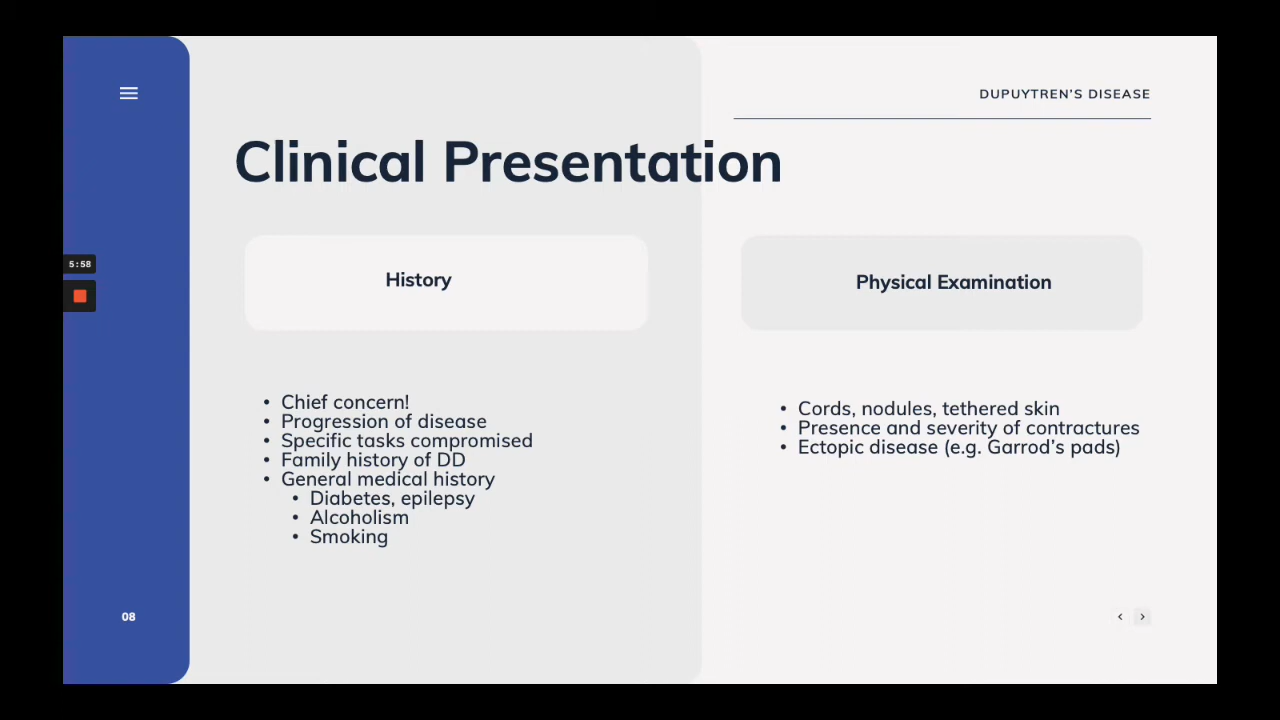 DUPUYTREN'S DISEASE
Clinical Presentation
5:58
History
Physical Examination
• Chief concern!
• Progression of disease
• Specific tasks compromised
• Family history of DD
• General medical history
• Diabetes, epilepsy
• Alcoholism
• Smoking
• Cords, nodules, tethered skin
• Presence and severity of contractures
• Ectopic disease (e.g. Garrod's pads)
08